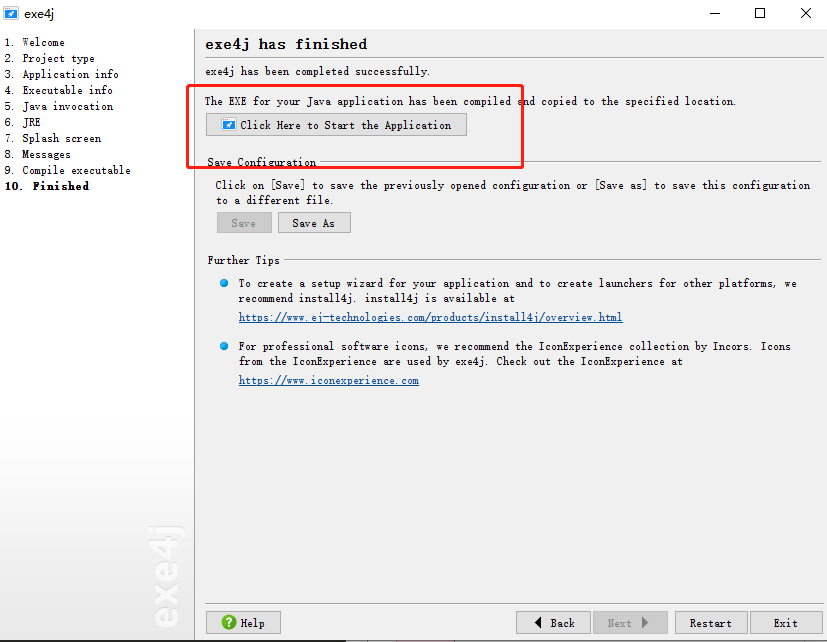 exe4j
1. Welcome
2. Project type
3. Application info
4. Executable info
5. Java invocation
6. JRE
7. Splash screen
8. Messages
9. Compile executable
10. Finished
exe4j
exe4j has finished
exe4j has been completed successfully.
The EXE for your Java application has been compiled and copied to the specified location.
Click Here to Start the Application
Save Configuration
Click on [Save] to save the previously opened configuration or [Save as] to save this configuration
to a different file.
Save Save As
Further Tips
To create a setup wizard for your application and to create launchers for other platforms, we
recommend install4j. install4j is available at
https://www.ej-technologies.com/products/install4j/overview.html
For professional software icons, we recommend the IconExperience collection by Incors. Icons
from the IconExperience are used by exe4j. Check out the IconExperience at
https://www.iconexperience.com
? Help Back Next Restart Exit